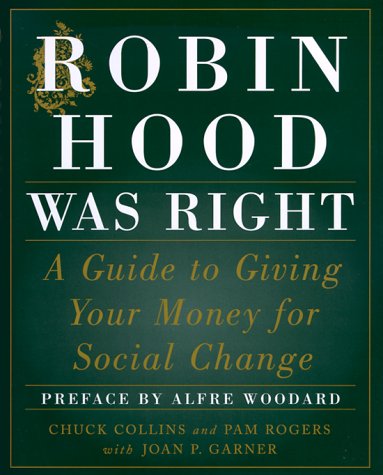 ROBIN
HOOD
WAS RIGHT
A Guide to Giving
Your Money for
Social Change
PREFACE BY ALFRE WOODARD
CHUCK COLLINS and PAM ROGERS
with JOAN P. GARNER